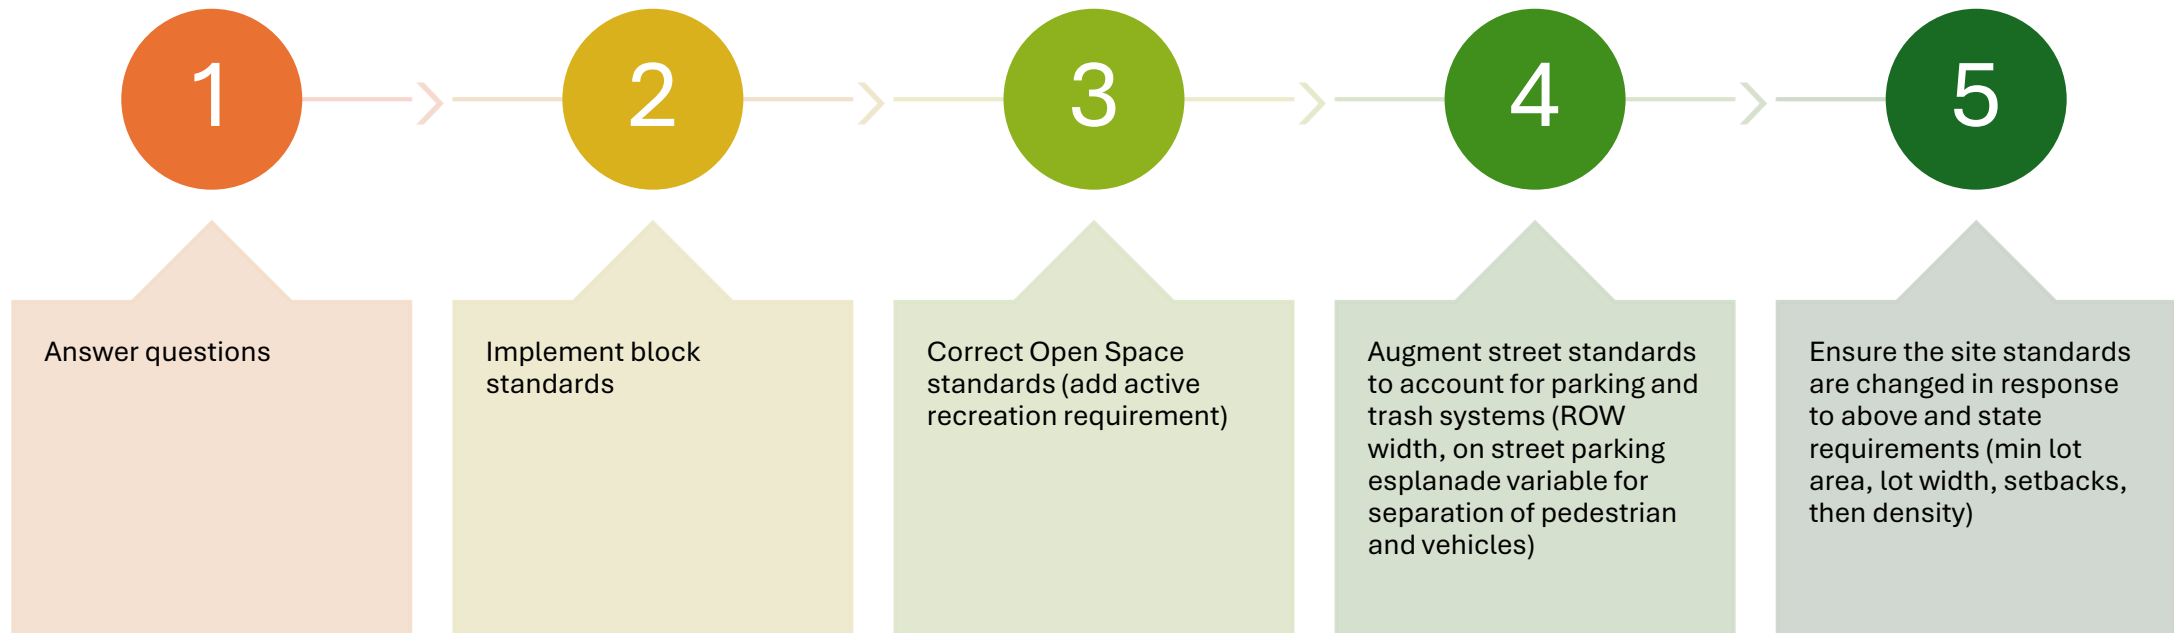 1
2
3
4
5
Answer questions
Implement block
standards
Correct Open Space
standards (add active
recreation requirement)
Augment street standards
to account for parking and
trash systems (ROW
width, on street parking
esplanade variable for
separation of pedestrian
and vehicles)
Ensure the site standards
are changed in response
to above and state
requirements (min lot
area, lot width, setbacks,
then density)